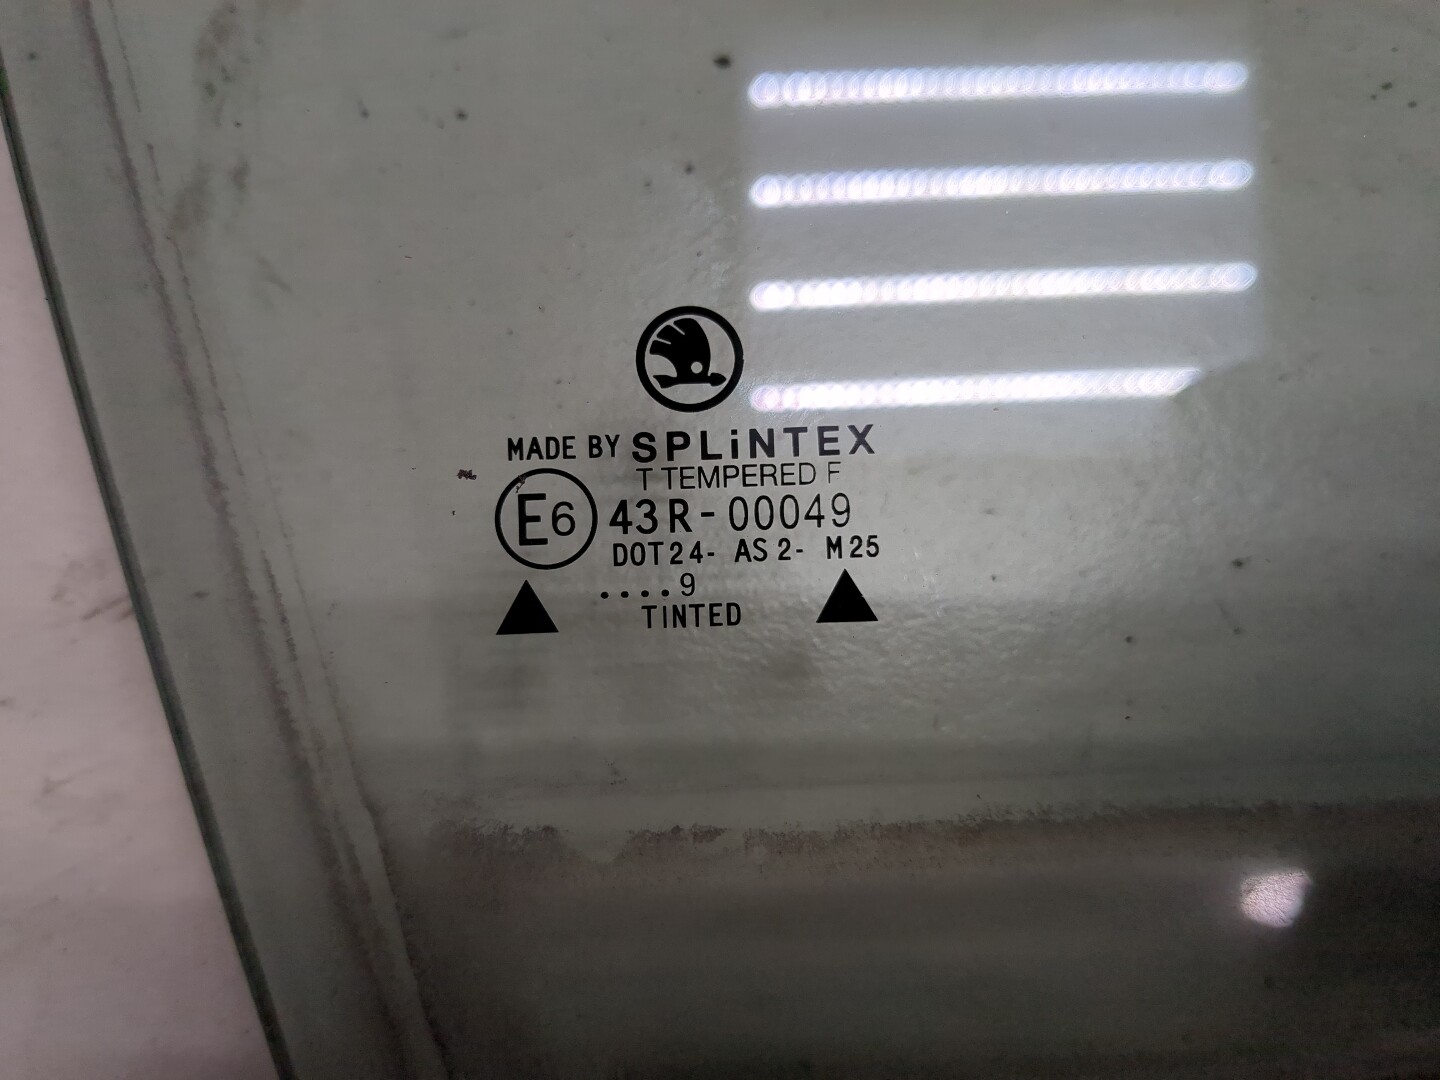 MADE BY SPLiNTEX
T TEMPERED F
E6 43R-00049
DOT24- AS2- M25
....9
TINTED